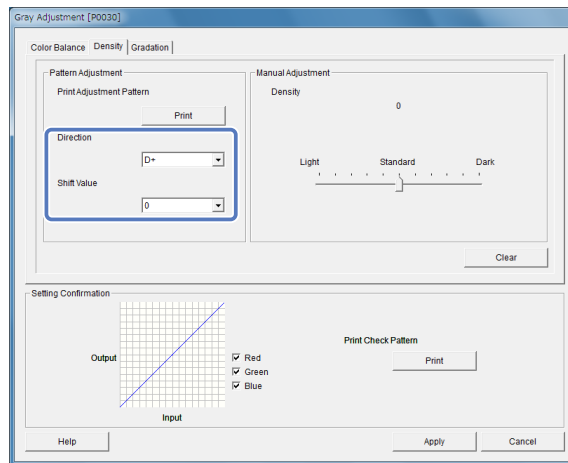 Gray Adjustment [P0030]
Color Balance Density Gradation
Pattern Adjustment
Print Adjustment Pattern
Print
Direction
D+
Shift Value
0
Manual Adjustment
Density
0
Light Standard Dark
Clear
Setting Confirmation
Output
Input
Red
Green
Blue
Print Check Pattern
Print
Help Apply Cancel